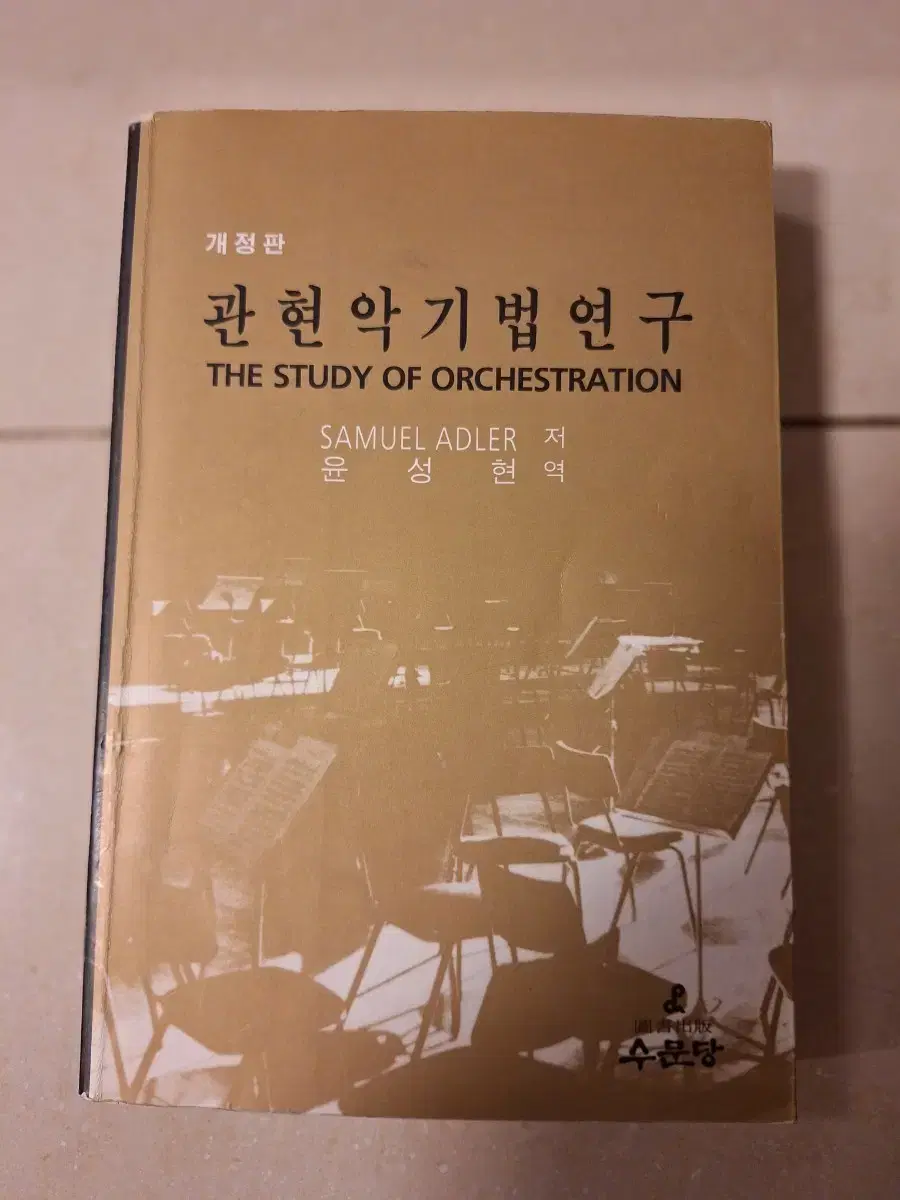 개정판
관현악기법연구
THE STUDY OF ORCHESTRATION
SAMUEL ADLER 저
윤성현 역
圖書出版
수문당